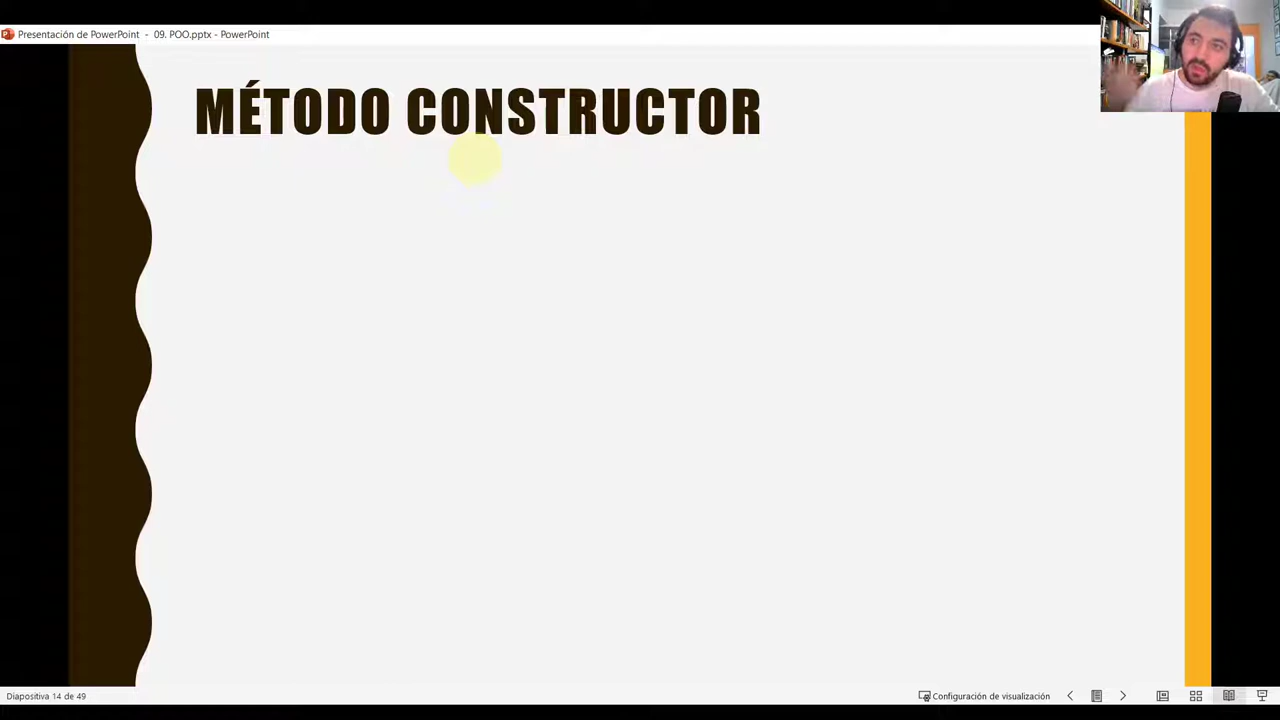 Presentación de PowerPoint - 09. POO.pptx - PowerPoint
MÉTODO CONSTRUCTOR
Diapositiva 14 de 49
Configuración de visualización